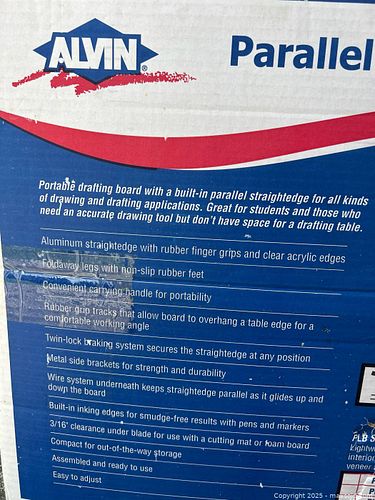 ALVIN®
Parallel
Portable drafting board with a built-in parallel straightedge for all kinds
of drawing and drafting applications. Great for students and those who
need an accurate drawing tool but don't have space for a drafting table.
Aluminum straightedge with rubber finger grips and clear acrylic edges
Foldaway legs with non-slip rubber feet
Convenient carrying handle for portability
Rubber grip tracks that allow board to overhang a table edge for a
comfortable working angle
Twin-lock braking system secures the straightedge at any position
Metal side brackets for strength and durability
Wire system underneath keeps straightedge parallel as it glides up and
down the board
Built-in inking edges for smudge-free results with pens and markers
3/16" clearance under blade for use with a cutting mat or foam board
Compact for out-of-the-way storage
Assembled and ready to use
Easy to adjust
PLB S
Lightw
interio
veneer
PAR
Copyright 2025 - ma